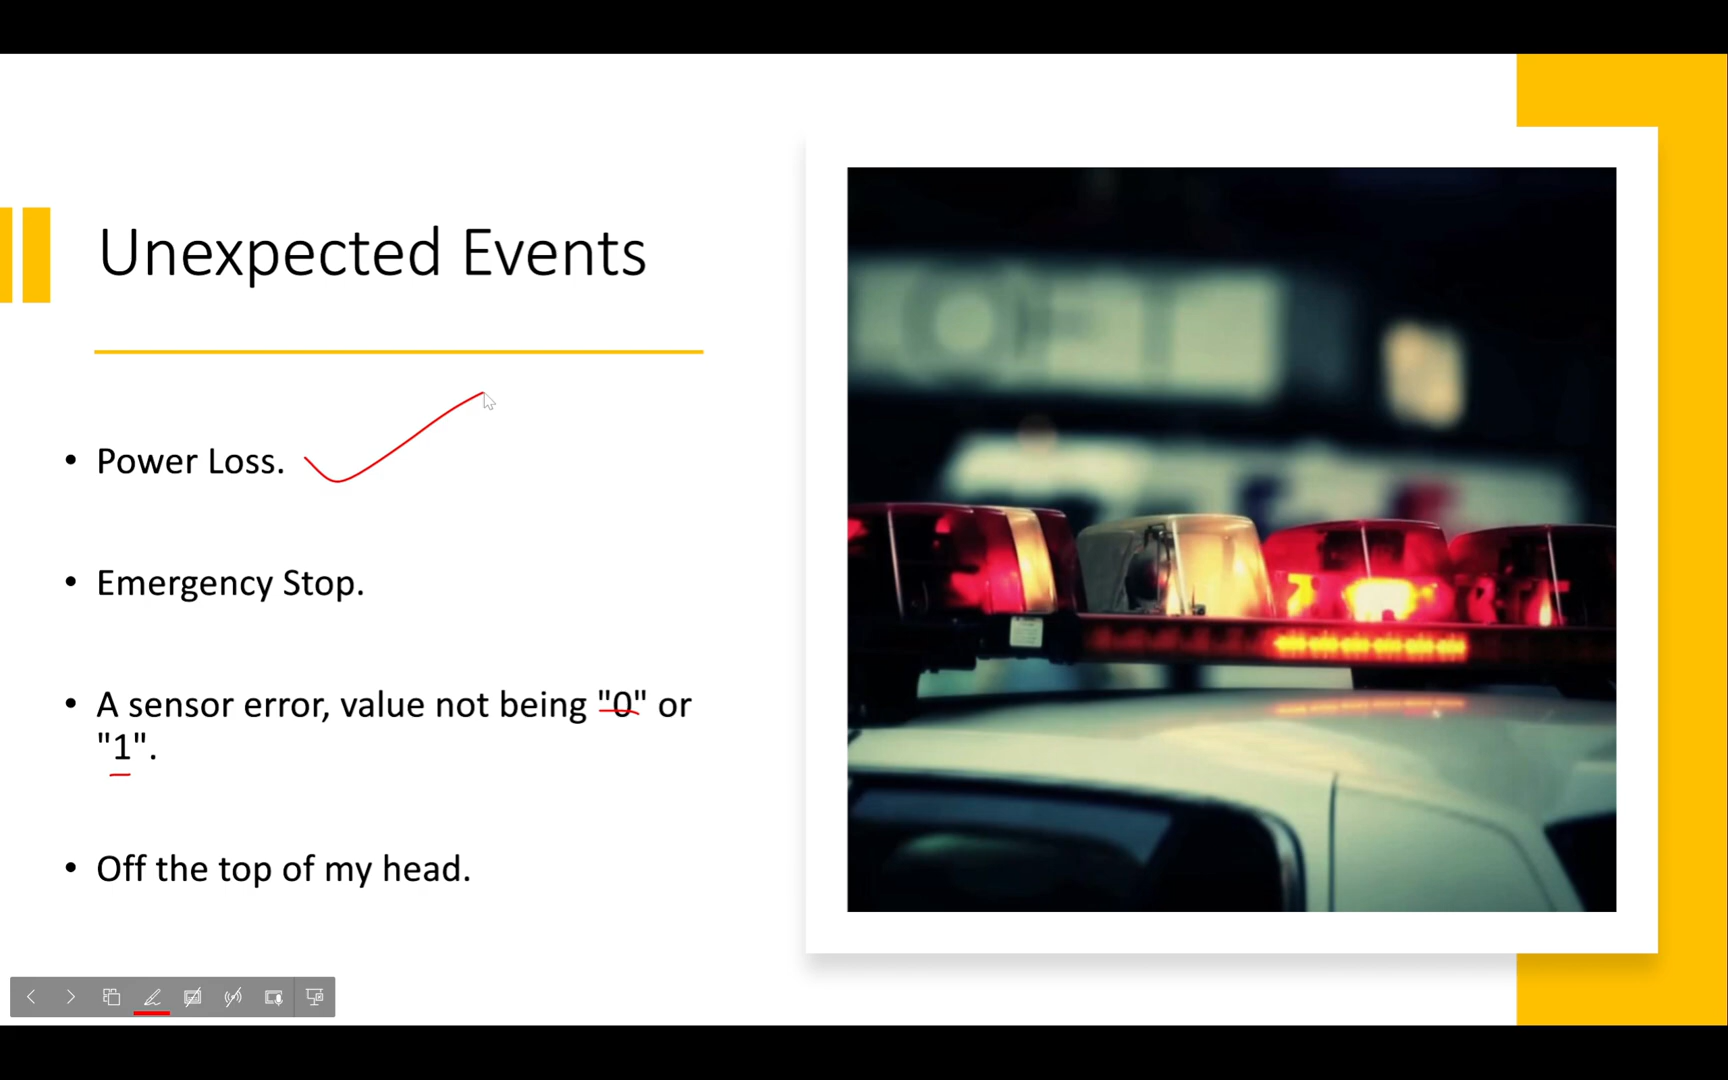 Unexpected Events
• Power Loss.
• Emergency Stop.
• A sensor error, value not being "0" or
"1".
• Off the top of my head.